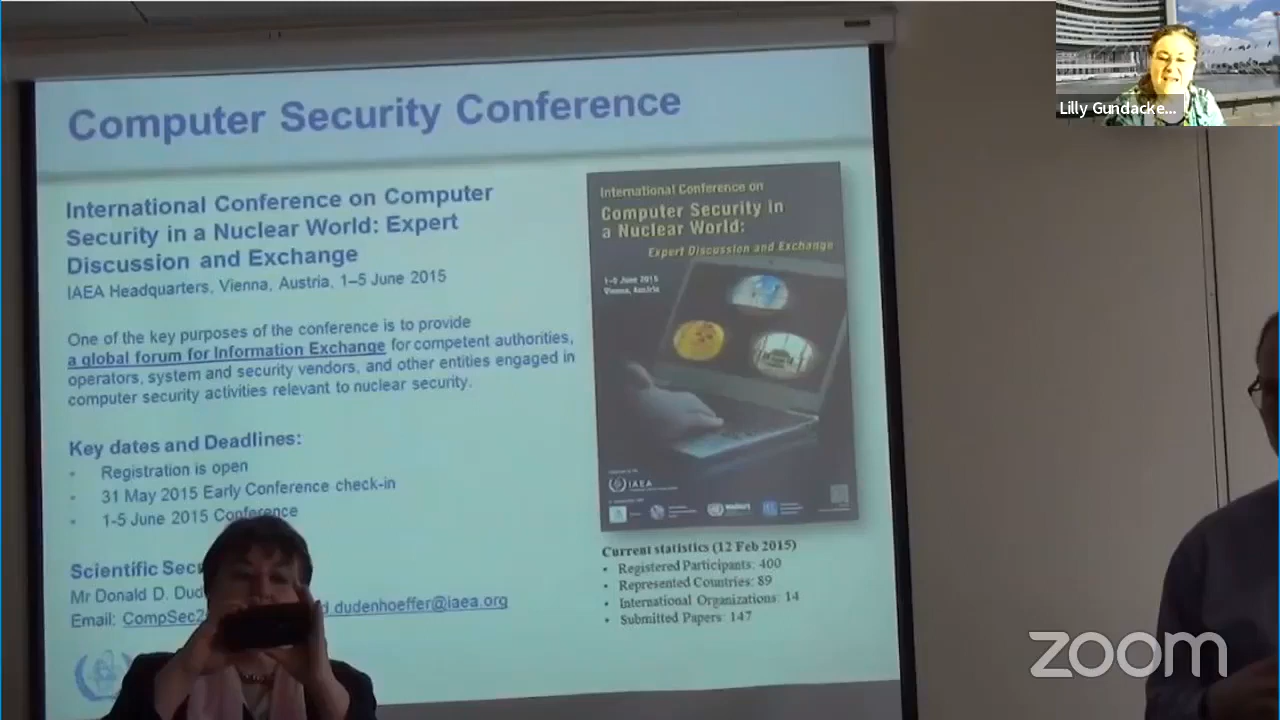 Computer Security Conference
International Conference on Computer
Security in a Nuclear World: Expert
Discussion and Exchange
IAEA Headquarters, Vienna, Austria, 1–5 June 2015
One of the key purposes of the conference is to provide
a global forum for Information Exchange for competent authorities,
operators, system and security vendors, and other entities engaged in
computer security activities relevant to nuclear security.
Key dates and Deadlines:
• Registration is open
• 31 May 2015 Early Conference check-in
• 1-5 June 2015 Conference
Scientific
Mr Donald D.
Email: d.dudenhoeffer@iaea.org
International Conference on
Computer Security in
a Nuclear World:
Expert Discussion and Exchange
1–5 June 2015
Vienna, Austria
IAEA
Current statistics (12 Feb 2015)
• Registered Participants: 400
• Represented Countries: 89
• International Organizations: 14
• Submitted Papers: 147
Lilly Gundacke...
zoom